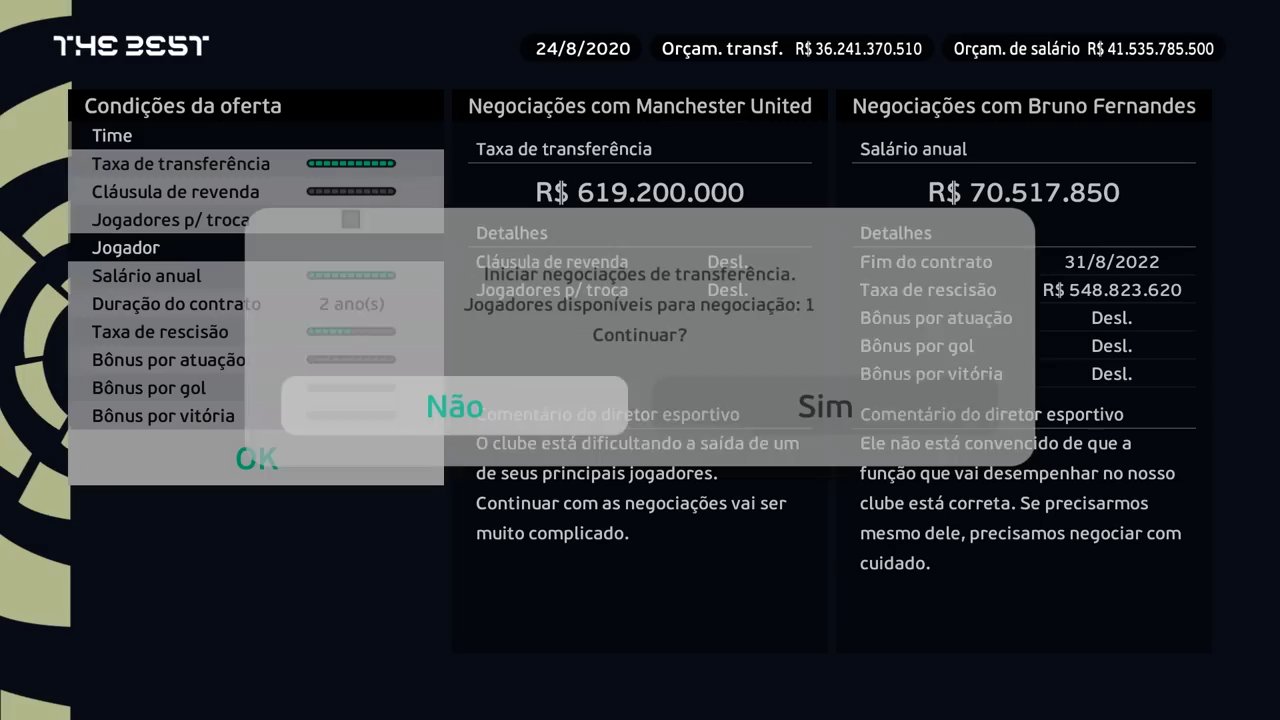 THE BEST
24/8/2020
Orçam. transf. R$ 36.241.370.510
Orçam. de salário R$ 41.535.785.500
Condições da oferta
Time
Taxa de transferência
Cláusula de revenda
Jogadores p/ troca
Jogador
Salário anual
Duração do contrato 2 ano(s)
Taxa de rescisão
Bônus por atuação
Bônus por gol
Bônus por vitória
OK
Negociações com Manchester United
Taxa de transferência
R$ 619.200.000
Detalhes
Cláusula de revenda Desl.
Jogadores p/ troca Desl.
Comentário do diretor esportivo
O clube está dificultando a saída de um
de seus principais jogadores.
Continuar com as negociações vai ser
muito complicado.
Negociações com Bruno Fernandes
Salário anual
R$ 70.517.850
Detalhes
Fim do contrato 31/8/2022
Taxa de rescisão R$ 548.823.620
Bônus por atuação Desl.
Bônus por gol Desl.
Bônus por vitória Desl.
Comentário do diretor esportivo
Ele não está convencido de que a
função que vai desempenhar no nosso
clube está correta. Se precisarmos
mesmo dele, precisamos negociar com
cuidado.
Iniciar negociações de transferência.
Jogadores disponíveis para negociação: 1
Continuar?
Não
Sim